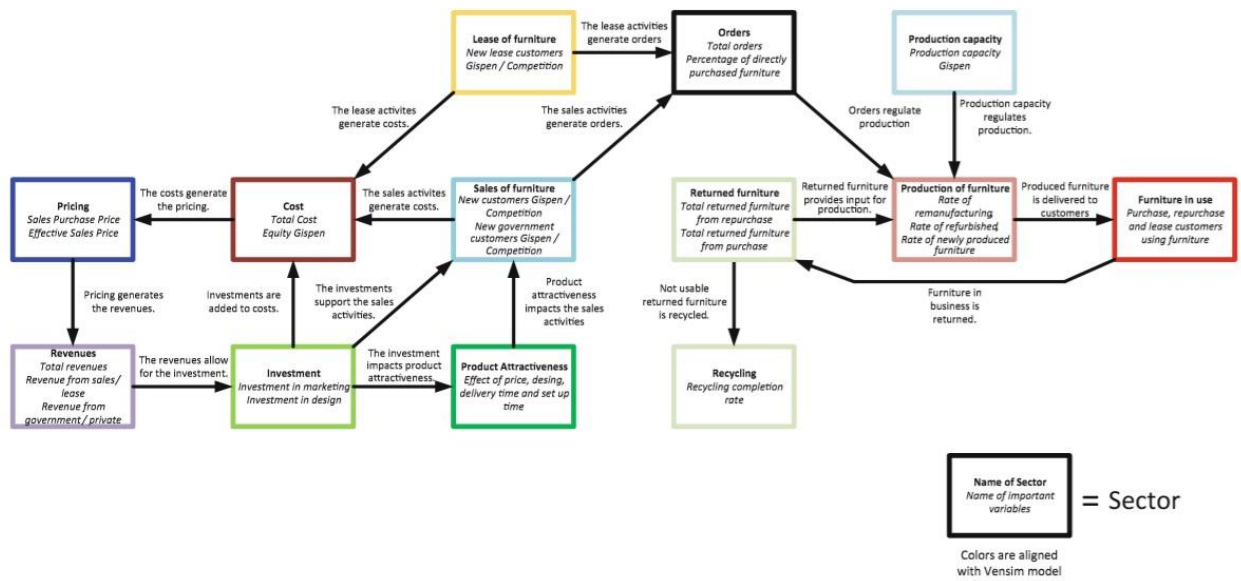 Lease of furniture
New lease customers
Gispen / Competition
The lease activities
generate orders
Orders
Total orders
Percentage of directly
purchased furniture
Production capacity
Production capacity
Gispen
The lease activites
generate costs.
The sales activities
generate orders.
Orders regulate
production
Production capacity
regulates
production.
Pricing
Sales Purchase Price
Effective Sales Price
The costs generate
the pricing.
Cost
Total Cost
Equity Gispen
The sales activites
generate costs.
Sales of furniture
New customers Gispen /
Competition
New government
customers Gispen /
Competition
Returned furniture
Total returned furniture
from repurchase
Total returned furniture
from purchase
Returned furniture
provides input for
production.
Production of furniture
Rate of
remanufacturing,
Rate of refurbished,
Rate of newly produced
furniture
Produced furniture
is delivered to
customers
Furniture in use
Purchase, repurchase
and lease customers
using furniture
Pricing generates
the revenues.
Investments are
added to costs.
The investments
support the sales
activities.
Product
attractiveness
impacts the sales
activities
Not usable
returned furniture
is recycled.
Furniture in
business is
returned.
Revenues
Total revenues
Revenue from sales/
lease
Revenue from
government/ private
The revenues allow
for the investment.
Investment
Investment in marketing
Investment in design
The investment
impacts product
attractiveness.
Product Attractiveness
Effect of price, desing,
delivery time and set up
time
Recycling
Recycling completion
rate
Name of Sector
Name of important
variables
= Sector
Colors are aligned
with Vensim model